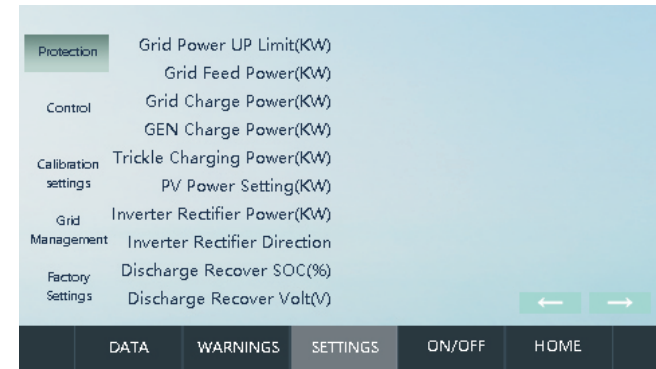 Protection
Control
Calibration
settings
Grid
Management
Factory
Settings
Grid Power UP Limit(KW)
Grid Feed Power(KW)
Grid Charge Power(KW)
GEN Charge Power(KW)
Trickle Charging Power(KW)
PV Power Setting(KW)
Inverter Rectifier Power(KW)
Inverter Rectifier Direction
Discharge Recover SOC(%)
Discharge Recover Volt(V)
← →
DATA WARNINGS SETTINGS ON/OFF HOME